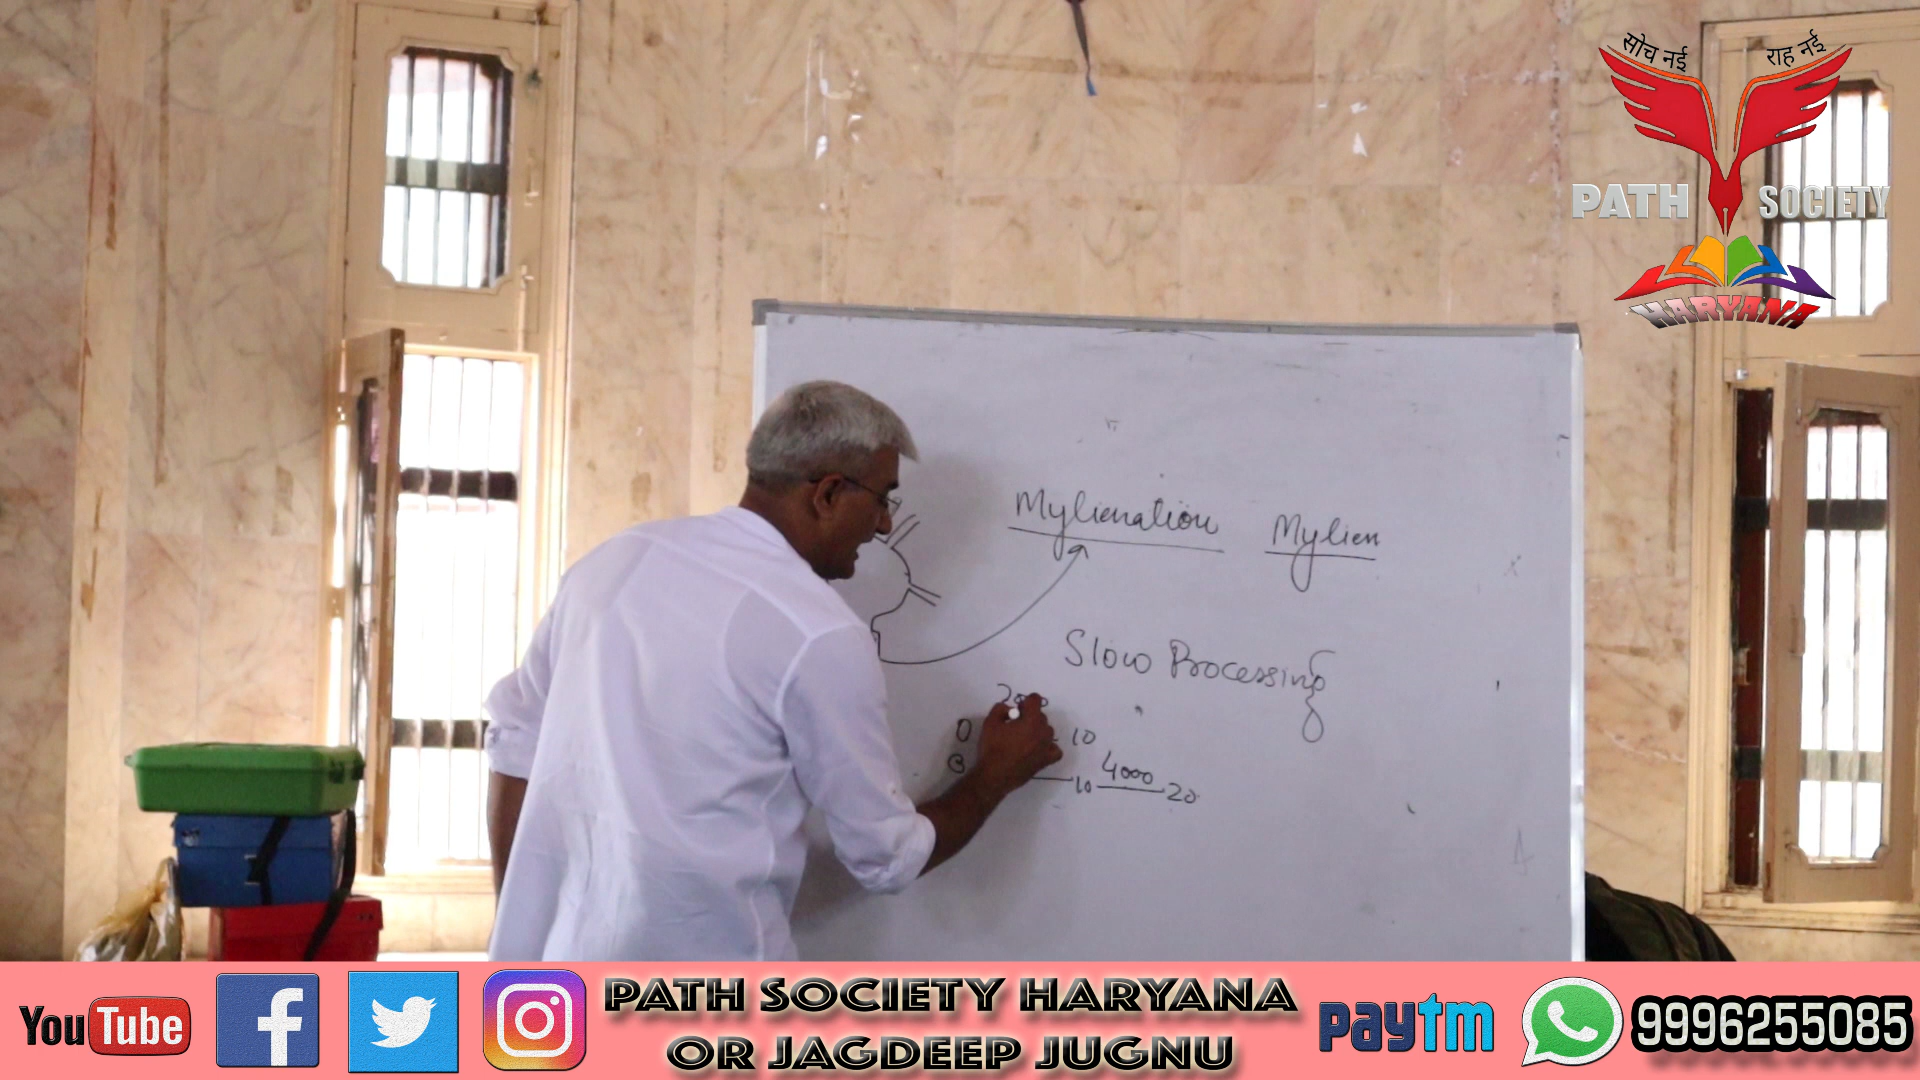 सोच नई राह नई
PATH SOCIETY
HARYANA
Mylienation Mylien
Slow Processing
10
4000
10 20
YouTube
PATH SOCIETY HARYANA
OR JAGDEEP JUGNU
paytm
9996255085